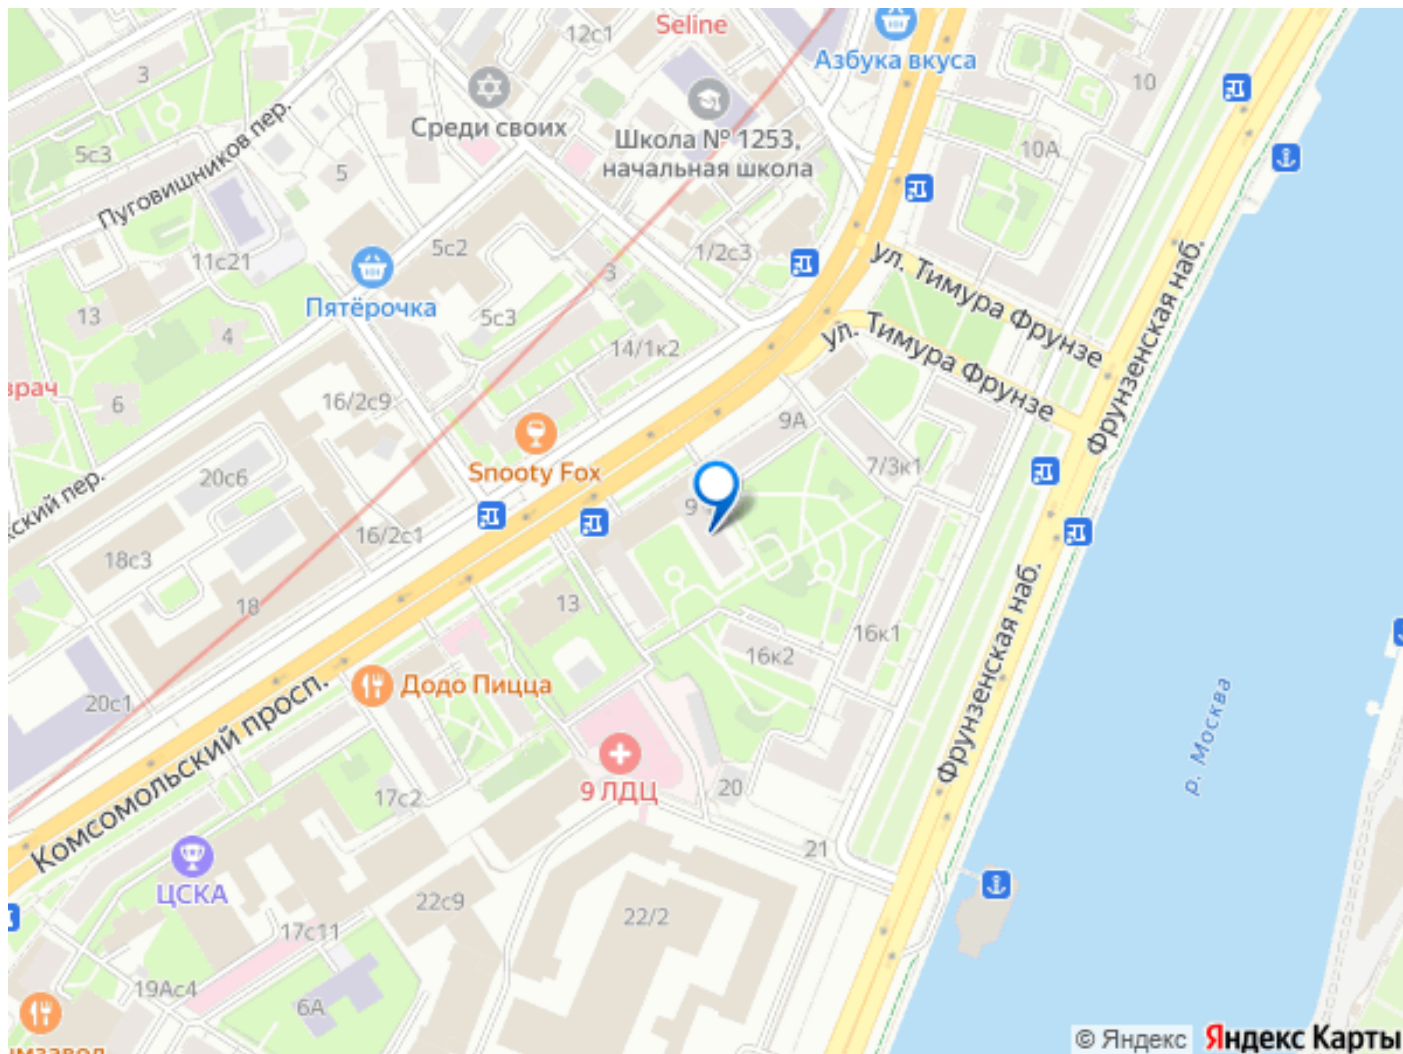 Seline
12с1
Азбука вкуса
3
10
Среди своих
Школа № 1253,
начальная школа
10А
5с3
5
Пуговишников пер.
ул. Тимура Фрунзе
Фрунзенская наб.
11с21
5с2
1/2с3
3
Пятёрочка
13
4
5с3
14/1к2
ул. Тимура Фрунзе
врач
6
16/2с9
9А
7/3к1
Snooty Fox
20с6
9
ский пер.
16/2с1
18с3
18
13
16к1
16к2
Фрунзенская наб.
Додо Пицца
20с1
Комсомольский просп.
р. Москва
9 ЛДЦ
17с2
20
21
ЦСКА
22с9
22/2
17с11
19Ас4
6А
© Яндекс Яндекс Карты